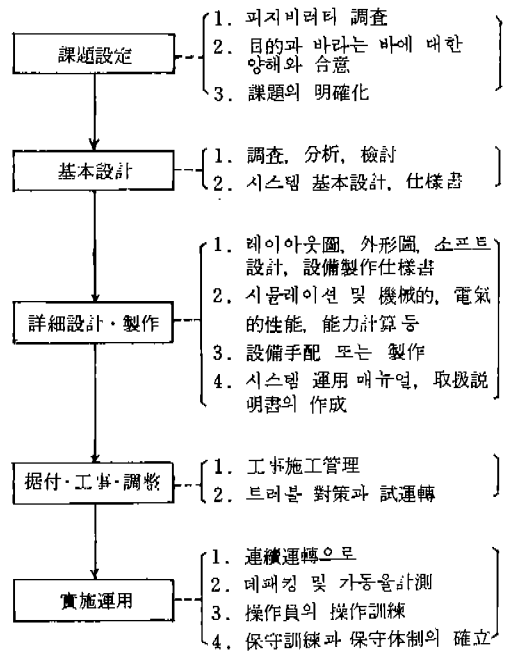 課題設定
1. 피지비러티 調査
2. 目的과 바라는 바에 대한
양해와 合意
3. 課題의 明確化
基本設計
1. 調査, 分析, 檢討
2. 시스템 基本設計, 仕様書
詳細設計·製作
1. 레이아웃圖, 外形圖, 소프트
設計, 設備製作仕様書
2. 시뮬레이션 및 機械的, 電氣
的性能, 能力計算 등
3. 設備手配 또는 製作
4. 시스템 運用 매뉴얼, 取扱説
明書의 作成
据付·工事·調整
1. 工事施工管理
2. 트러블 對策과 試運轉
實施運用
1. 連續運轉으로
2. 데패킹 및 가동율計測
3. 操作員의 操作訓練
4. 保守訓練과 保守体制의 確立